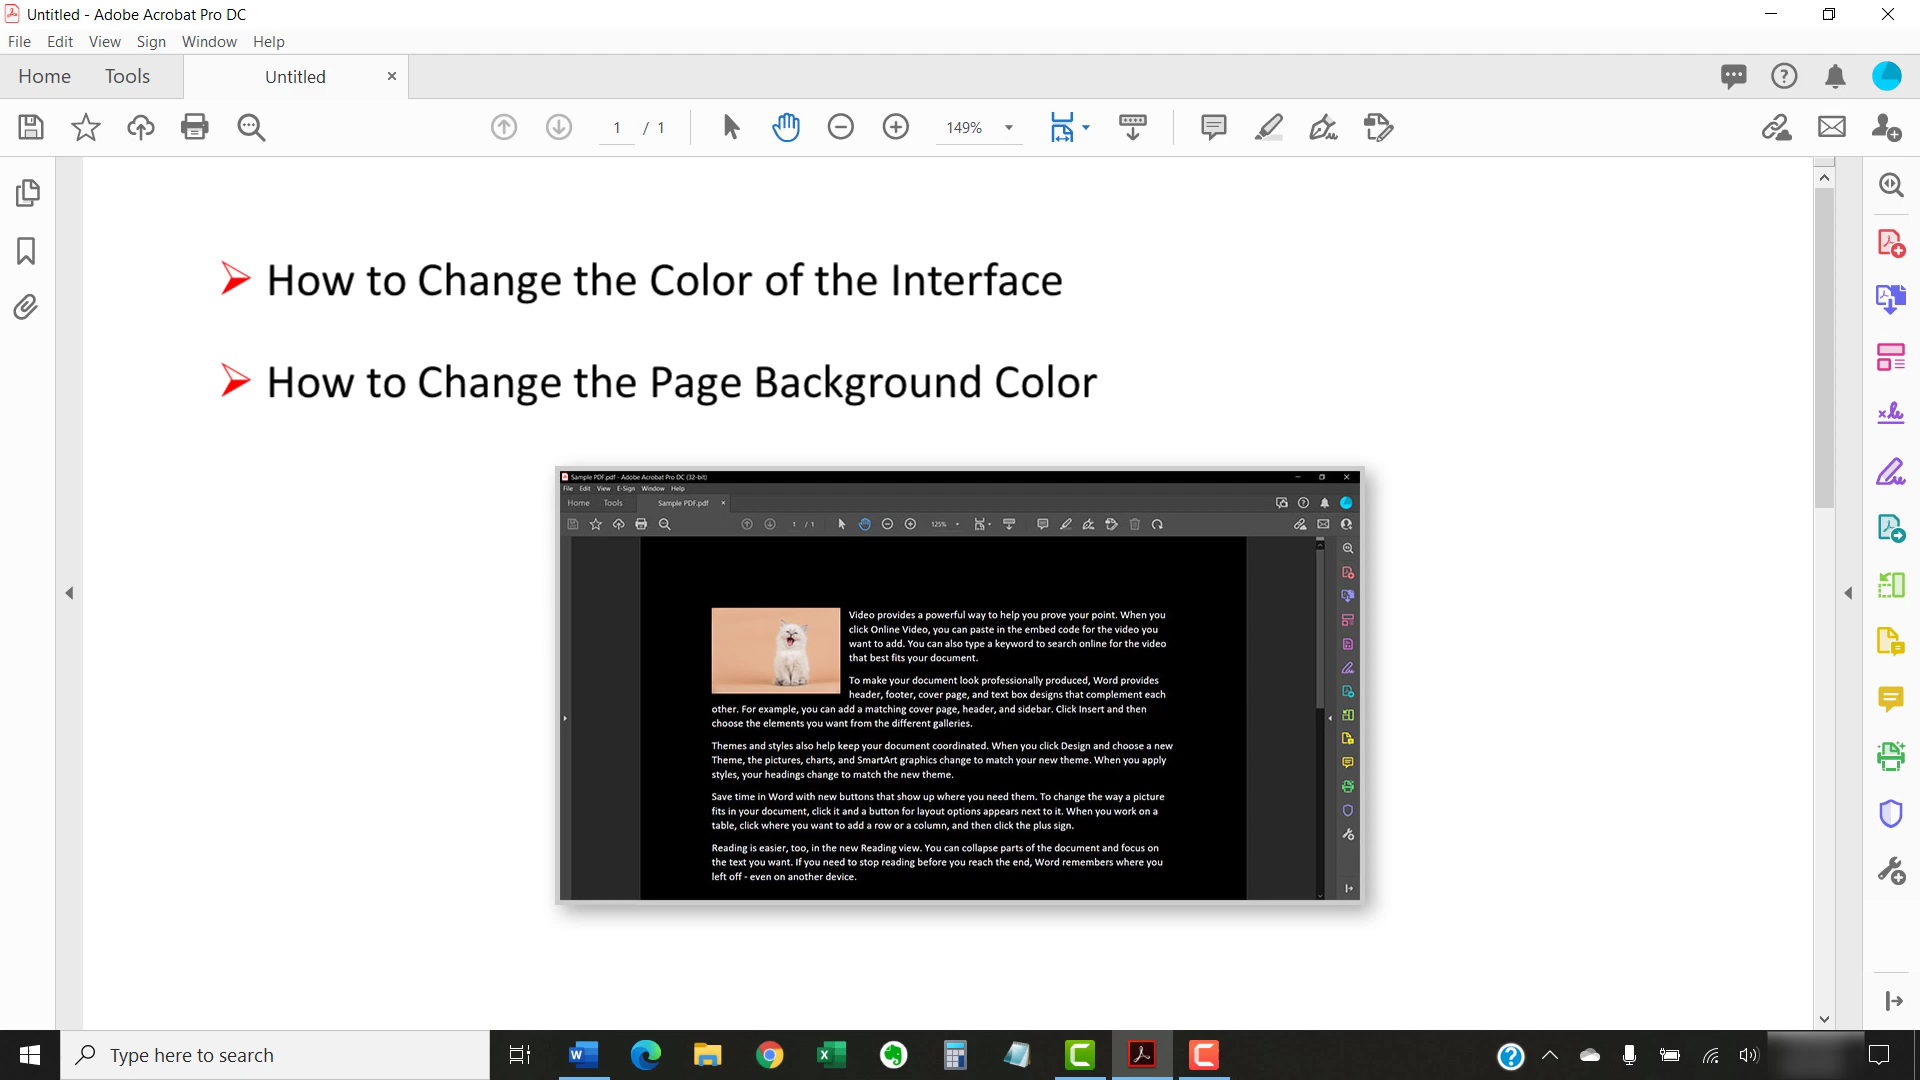 Untitled - Adobe Acrobat Pro DC
File Edit View Sign Window Help
Home Tools Untitled
1 / 1 149%
How to Change the Color of the Interface
How to Change the Page Background Color
Sample PDF.pdf - Adobe Acrobat Pro DC (32-bit)
File Edit View E-Sign Window Help
Home Tools Sample PDF.pdf
1 / 1 125%
Video provides a powerful way to help you prove your point. When you
click Online Video, you can paste in the embed code for the video you
want to add. You can also type a keyword to search online for the video
that best fits your document.
To make your document look professionally produced, Word provides
header, footer, cover page, and text box designs that complement each
other. For example, you can add a matching cover page, header, and sidebar. Click Insert and then
choose the elements you want from the different galleries.
Themes and styles also help keep your document coordinated. When you click Design and choose a new
Theme, the pictures, charts, and SmartArt graphics change to match your new theme. When you apply
styles, your headings change to match the new theme.
Save time in Word with new buttons that show up where you need them. To change the way a picture
fits in your document, click it and a button for layout options appears next to it. When you work on a
table, click where you want to add a row or a column, and then click the plus sign.
Reading is easier, too, in the new Reading view. You can collapse parts of the document and focus on
the text you want. If you need to stop reading before you reach the end, Word remembers where you
left off - even on another device.
Type here to search